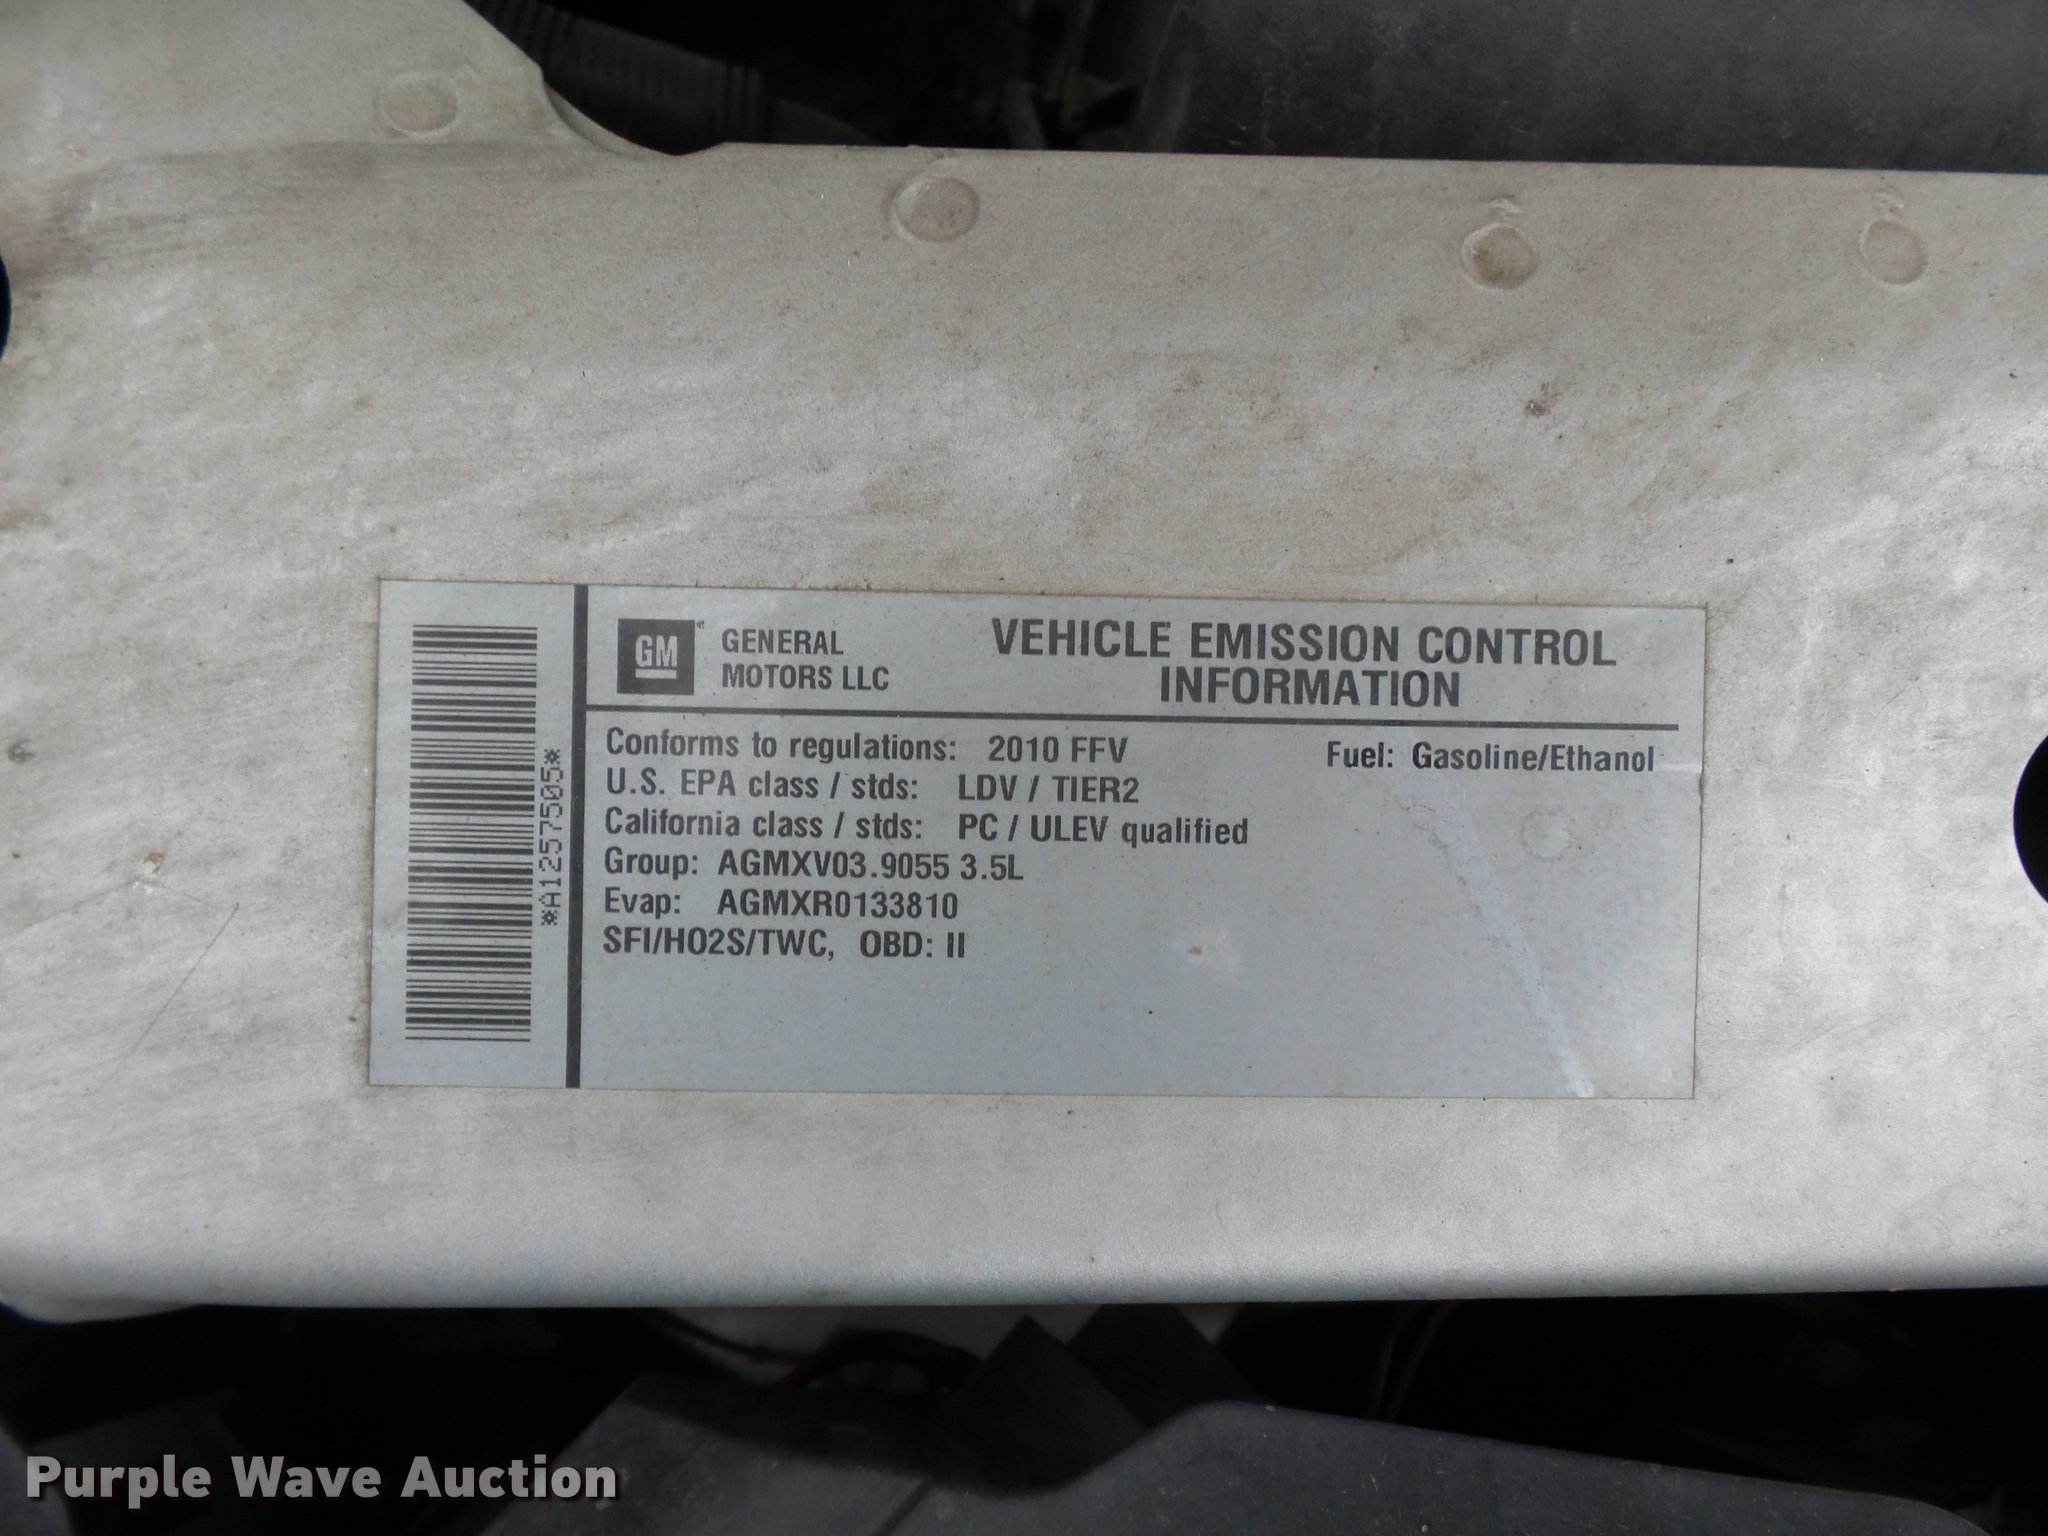 GM
GENERAL
MOTORS LLC
VEHICLE EMISSION CONTROL
INFORMATION
Conforms to regulations: 2010 FFV
Fuel: Gasoline/Ethanol
U.S. EPA class / stds: LDV / TIER2
California class / stds: PC / ULEV qualified
Group: AGMXV03.9055 3.5L
Evap: AGMXR0133810
SFI/HO2S/TWC, OBD: II
*A1257505*
Purple Wave Auction